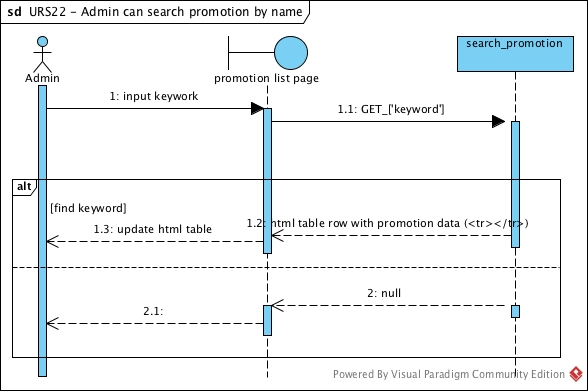 sd URS22 – Admin can search promotion by name
Admin
promotion list page
search_promotion
1: input keywork
1.1: GET_['keyword']
alt
[find keyword]
1.2: html table row with promotion data (<tr></tr>)
1.3: update html table
2: null
2.1:
Powered By Visual Paradigm Community Edition